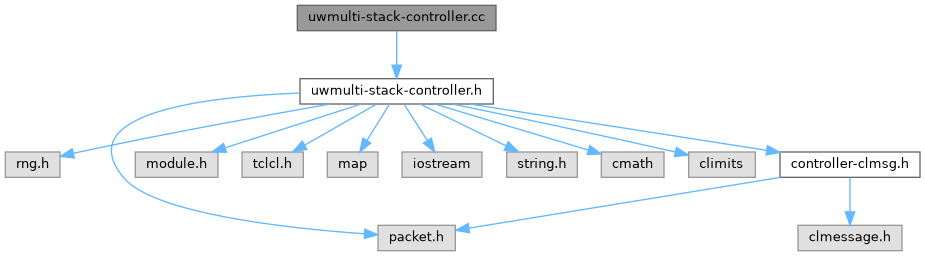 uwmulti-stack-controller.cc
uwmulti-stack-controller.h
rng.h
module.h
tclcl.h
map
iostream
string.h
cmath
climits
controller-clmsg.h
packet.h
clmessage.h